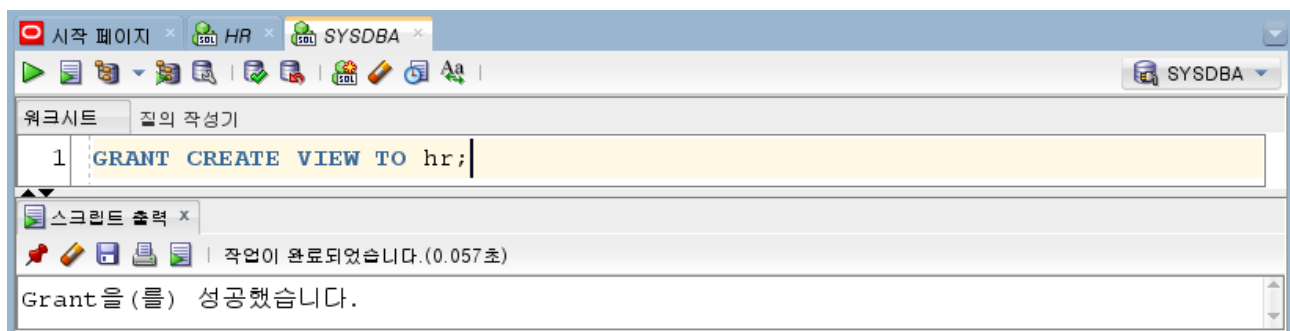 시작 페이지 HR SYSDBA
SYSDBA
워크시트 질의 작성기
1 GRANT CREATE VIEW TO hr;
스크립트 출력 x
작업이 완료되었습니다.(0.057초)
Grant을(를) 성공했습니다.